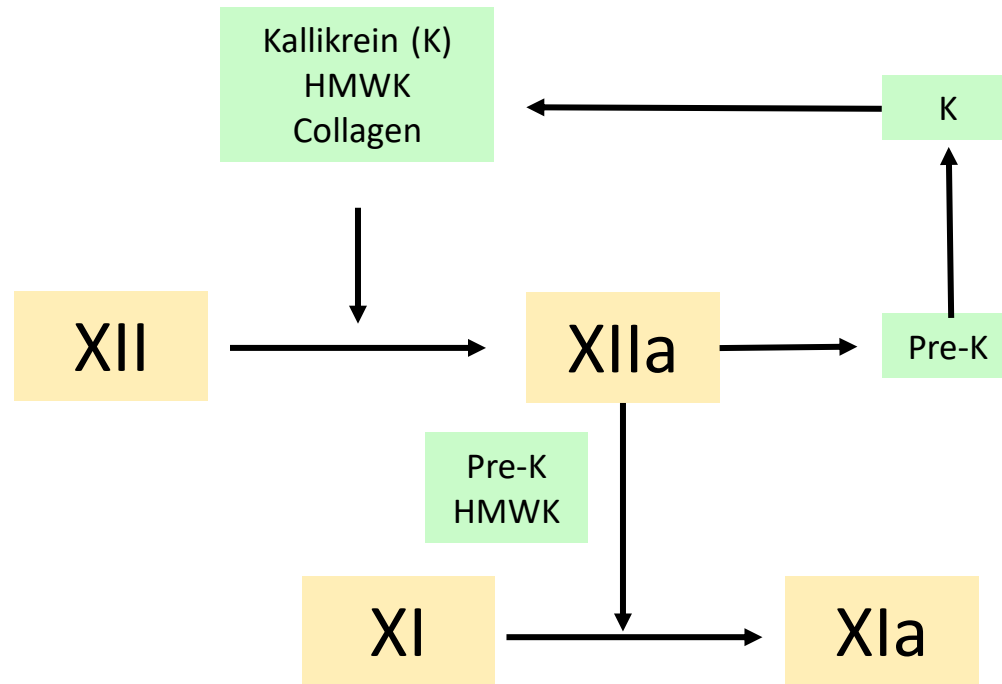 Kallikrein (K)
HMWK
Collagen
K
XII
XIIa
Pre-K
Pre-K
HMWK
XI
XIa